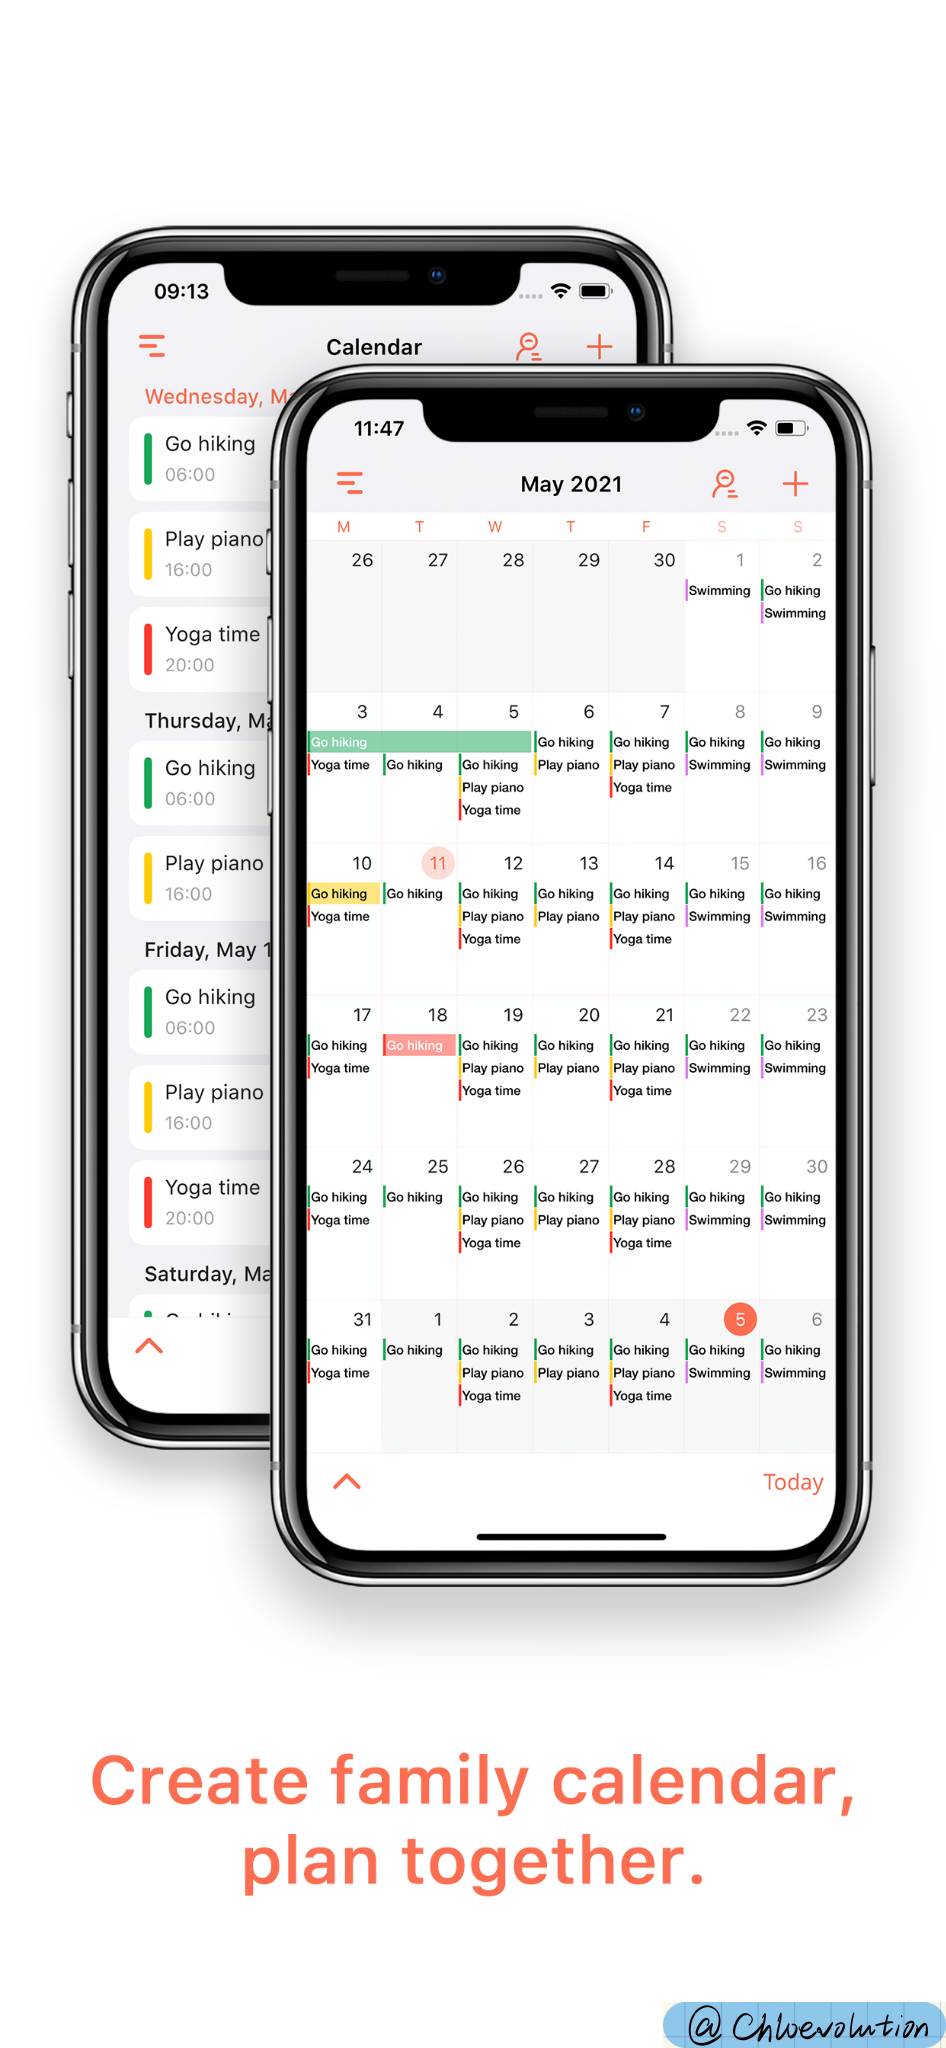 09:13
Calendar
Wednesday, Ma
Go hiking
06:00
Play piano
16:00
Yoga time
20:00
Thursday, Ma
Go hiking
06:00
Play piano
16:00
Friday, May 1
Go hiking
06:00
Play piano
16:00
Yoga time
20:00
Saturday, Ma
11:47
May 2021
M T W T F S S
26 27 28 29 30 1 2
Swimming Go hiking
Swimming
3 4 5 6 7 8 9
Go hiking Go hiking Go hiking Go hiking Go hiking
Yoga time Go hiking Go hiking Play piano Play piano Swimming Swimming
Play piano Yoga time
Yoga time
10 11 12 13 14 15 16
Go hiking Go hiking Go hiking Go hiking Go hiking Go hiking Go hiking
Yoga time Play piano Play piano Play piano Swimming Swimming
Yoga time Yoga time
17 18 19 20 21 22 23
Go hiking Go hiking Go hiking Go hiking Go hiking Go hiking Go hiking
Yoga time Play piano Play piano Play piano Swimming Swimming
Yoga time Yoga time
24 25 26 27 28 29 30
Go hiking Go hiking Go hiking Go hiking Go hiking Go hiking Go hiking
Yoga time Play piano Play piano Play piano Swimming Swimming
Yoga time Yoga time
31 1 2 3 4 5 6
Go hiking Go hiking Go hiking Go hiking Go hiking Go hiking Go hiking
Yoga time Play piano Play piano Play piano Swimming Swimming
Yoga time Yoga time
Today
Create family calendar,
plan together.
@ Chloevolution